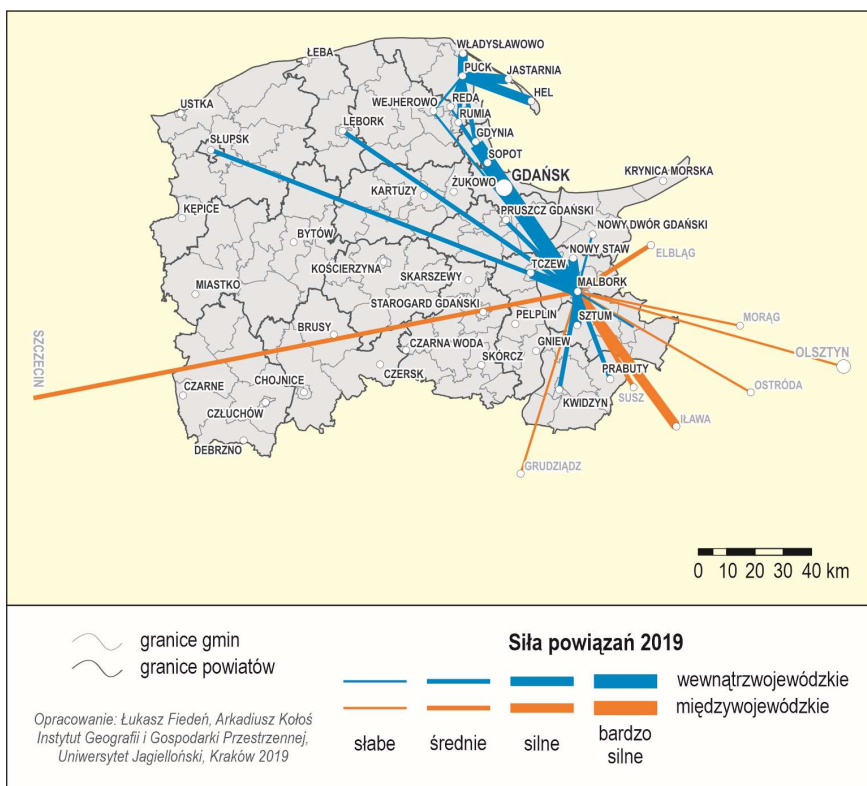 WŁADYSŁAWOWO
ŁEBA
PUCK
JASTARNIA
HEL
USTKA
WEJHEROWO
REDA
RUMIA
LĘBORK
GDYNIA
SŁUPSK
SOPOT
GDAŃSK
KRYNICA MORSKA
KARTUZY
ŻUKOWO
PRUSZCZ GDAŃSKI
KĘPICE
NOWY DWÓR GDAŃSKI
BYTÓW
NOWY STAW
ELBLĄG
KOŚCIERZYNA
TCZEW
SKARSZEWY
MALBORK
MIASTKO
STAROGARD GDAŃSKI
PELPLIN
SZTUM
MORĄG
BRUSY
SZCZECIN
CZARNA WODA
GNIEW
OLSZTYN
SKÓRCZ
PRABUTY
CZARNE
CHOJNICE
CZERSK
OSTRÓDA
SUSZ
CZŁUCHÓW
KWIDZYN
IŁAWA
DEBRZNO
GRUDZIĄDZ
0 10 20 30 40 km
granice gmin
granice powiatów
Siła powiązań 2019
wewnątrzwojewódzkie
międzywojewódzkie
słabe średnie silne bardzo
silne
Opracowanie: Łukasz Fiedeń, Arkadiusz Kołoś
Instytut Geografii i Gospodarki Przestrzennej,
Uniwersytet Jagielloński, Kraków 2019